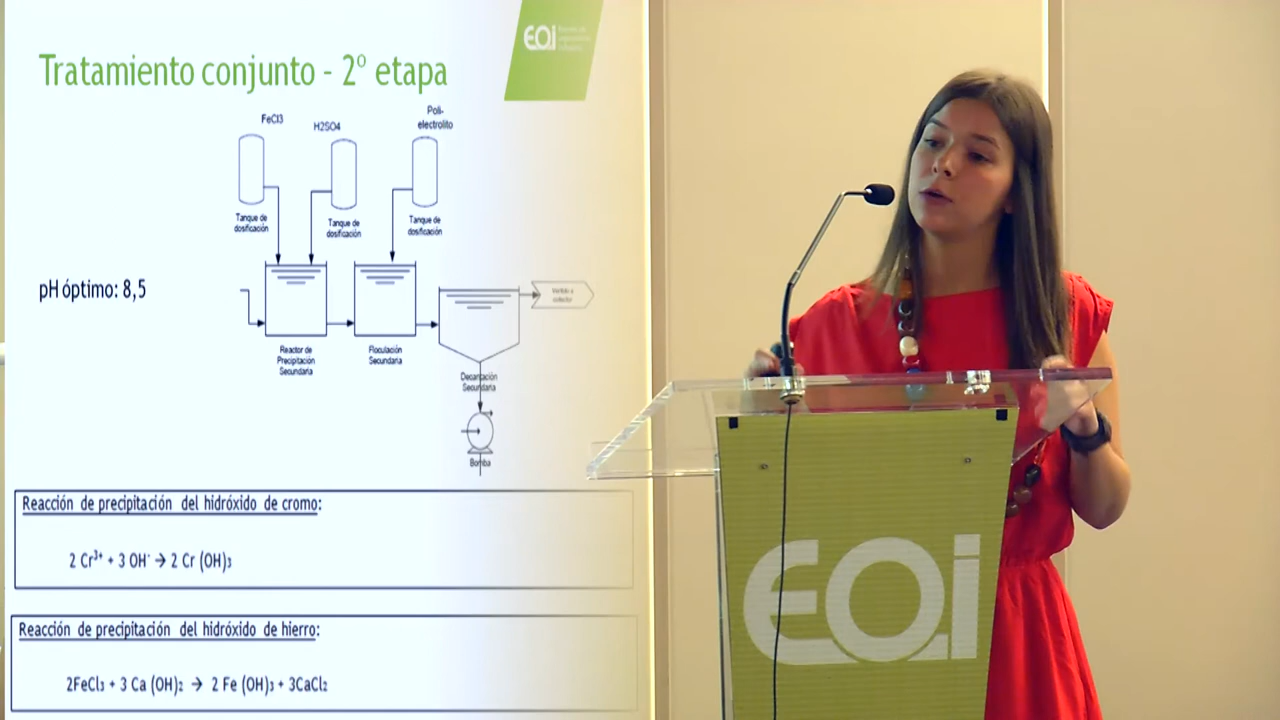 EOi
Tratamiento conjunto - 2º etapa
FeCl3
H2SO4
Poli-
electrolito
Tanque de
dosificación
Tanque de
dosificación
Tanque de
dosificación
pH óptimo: 8,5
Vertido a
colector
Reactor de
Precipitación
Secundaria
Floculación
Secundaria
Decantación
Secundaria
Bomba
Reacción de precipitación del hidróxido de cromo:
2 Cr³⁺ + 3 OH⁻ → 2 Cr (OH)₃
Reacción de precipitación del hidróxido de hierro:
2FeCl₃ + 3 Ca (OH)₂ → 2 Fe (OH)₃ + 3CaCl₂
EOi